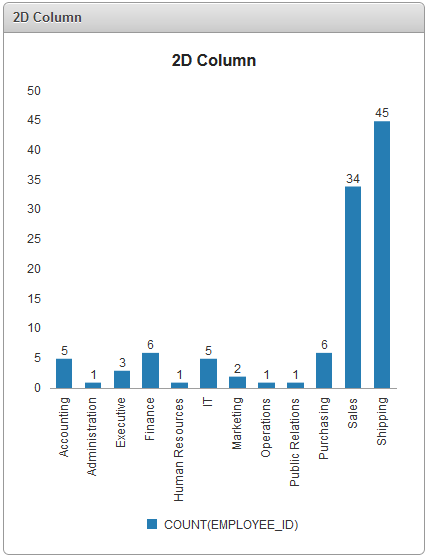 2D Column
2D Column
50
45
40
35
30
25
20
15
10
5
0
5
1
3
6
1
5
2
1
1
6
34
45
Accounting
Administration
Executive
Finance
Human Resources
IT
Marketing
Operations
Public Relations
Purchasing
Sales
Shipping
COUNT(EMPLOYEE_ID)